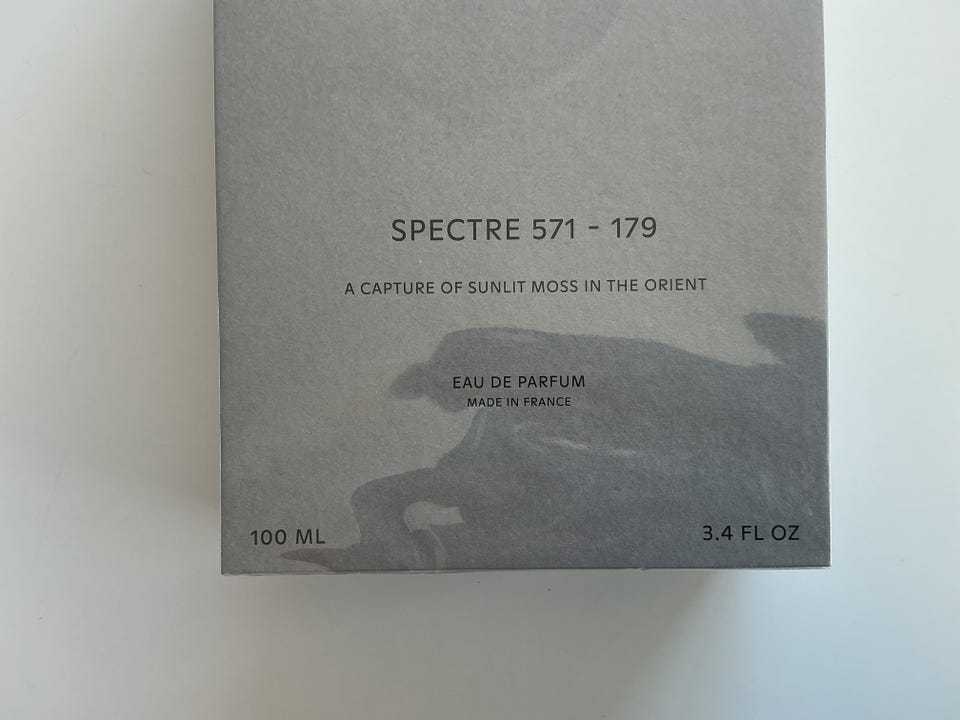 SPECTRE 571 - 179
A CAPTURE OF SUNLIT MOSS IN THE ORIENT
EAU DE PARFUM
MADE IN FRANCE
100 ML
3.4 FL OZ